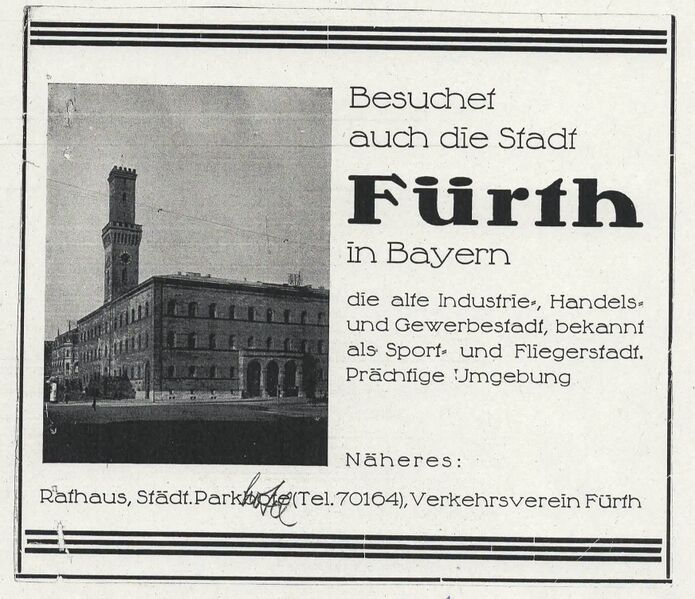 Besuchet
auch die Stadt
Fürth
in Bayern
die alte Industrie-, Handels-
und Gewerbestadt, bekannt
als Sport- und Fliegerstadt.
Prächtige Umgebung
Näheres:
Rathaus, Städt. Parkhotel (Tel. 70164), Verkehrsverein Fürth